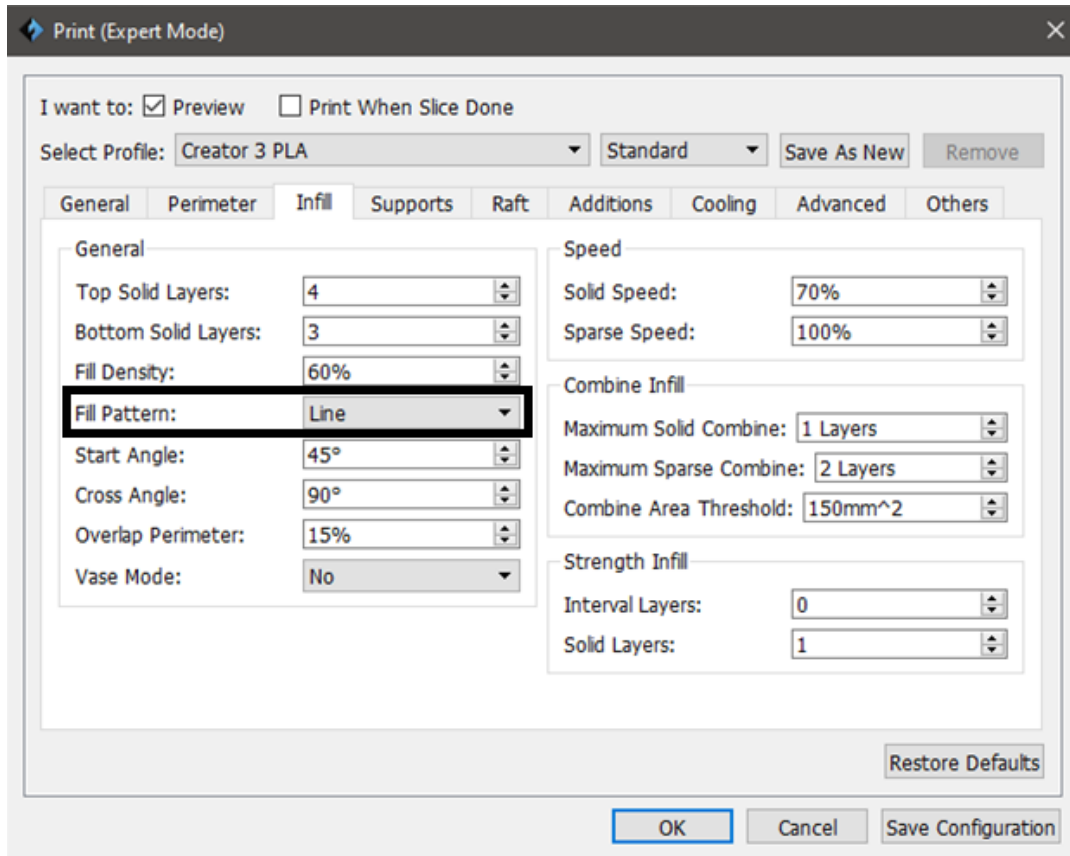 Print (Expert Mode)
I want to: Preview Print When Slice Done
Select Profile: Creator 3 PLA Standard Save As New Remove
General Perimeter Infill Supports Raft Additions Cooling Advanced Others
General
Top Solid Layers: 4
Bottom Solid Layers: 3
Fill Density: 60%
Fill Pattern: Line
Start Angle: 45°
Cross Angle: 90°
Overlap Perimeter: 15%
Vase Mode: No
Speed
Solid Speed: 70%
Sparse Speed: 100%
Combine Infill
Maximum Solid Combine: 1 Layers
Maximum Sparse Combine: 2 Layers
Combine Area Threshold: 150mm^2
Strength Infill
Interval Layers: 0
Solid Layers: 1
Restore Defaults
OK Cancel Save Configuration